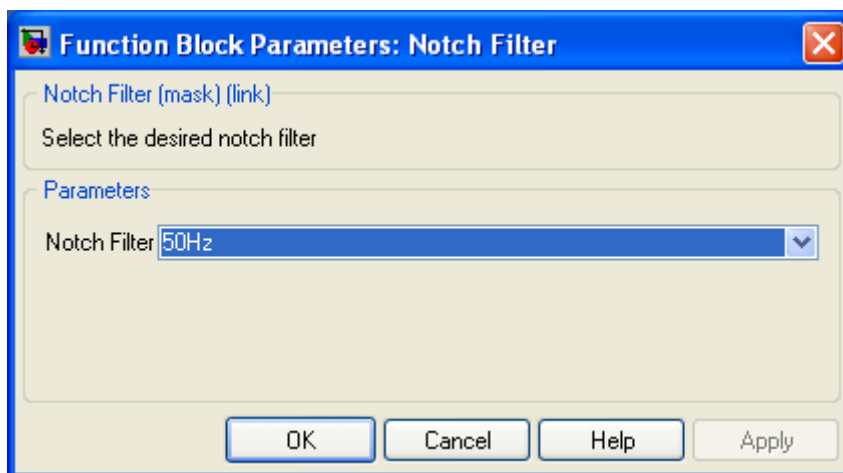 Function Block Parameters: Notch Filter
Notch Filter (mask) (link)
Select the desired notch filter
Parameters
Notch Filter 50Hz
OK Cancel Help Apply